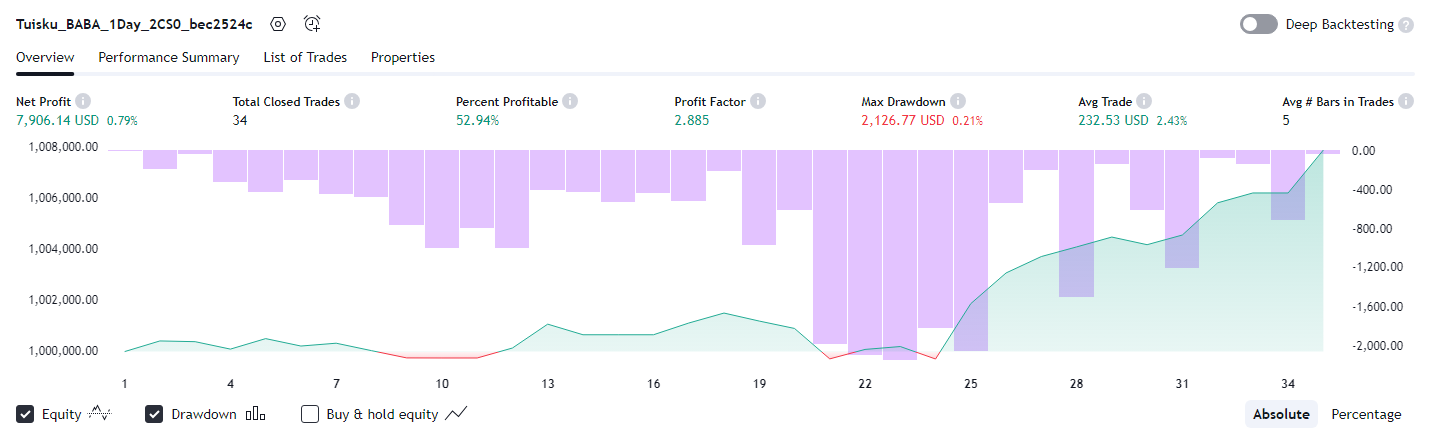 Tuisku_BABA_1Day_2CS0_bec2524c Deep Backtesting ?
Overview Performance Summary List of Trades Properties
Net Profit i Total Closed Trades i Percent Profitable i Profit Factor i Max Drawdown i Avg Trade i Avg # Bars in Trades i
7,906.14 USD 0.79% 34 52.94% 2.885 2,126.77 USD 0.21% 232.53 USD 2.43% 5
1,008,000.00 0.00
1,006,000.00 -400.00
1,004,000.00 -800.00
-1,200.00
1,002,000.00 -1,600.00
1,000,000.00 -2,000.00
1 4 7 10 13 16 19 22 25 28 31 34
Equity Drawdown Buy & hold equity Absolute Percentage